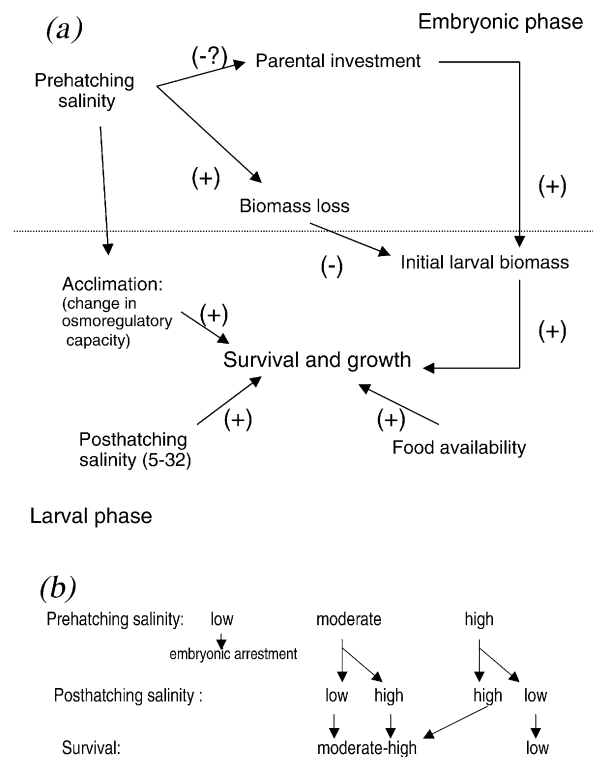 (a)
Embryonic phase
(-?)
Parental investment
Prehatching
salinity
(+)
(+)
Biomass loss
(-)
Initial larval biomass
Acclimation:
(change in
osmoregulatory
capacity)
(+)
(+)
Survival and growth
(+)
(+)
Posthatching
salinity (5-32)
Food availability
Larval phase
(b)
Prehatching salinity: low moderate high
embryonic arrestment
Posthatching salinity : low high high low
Survival: moderate-high low